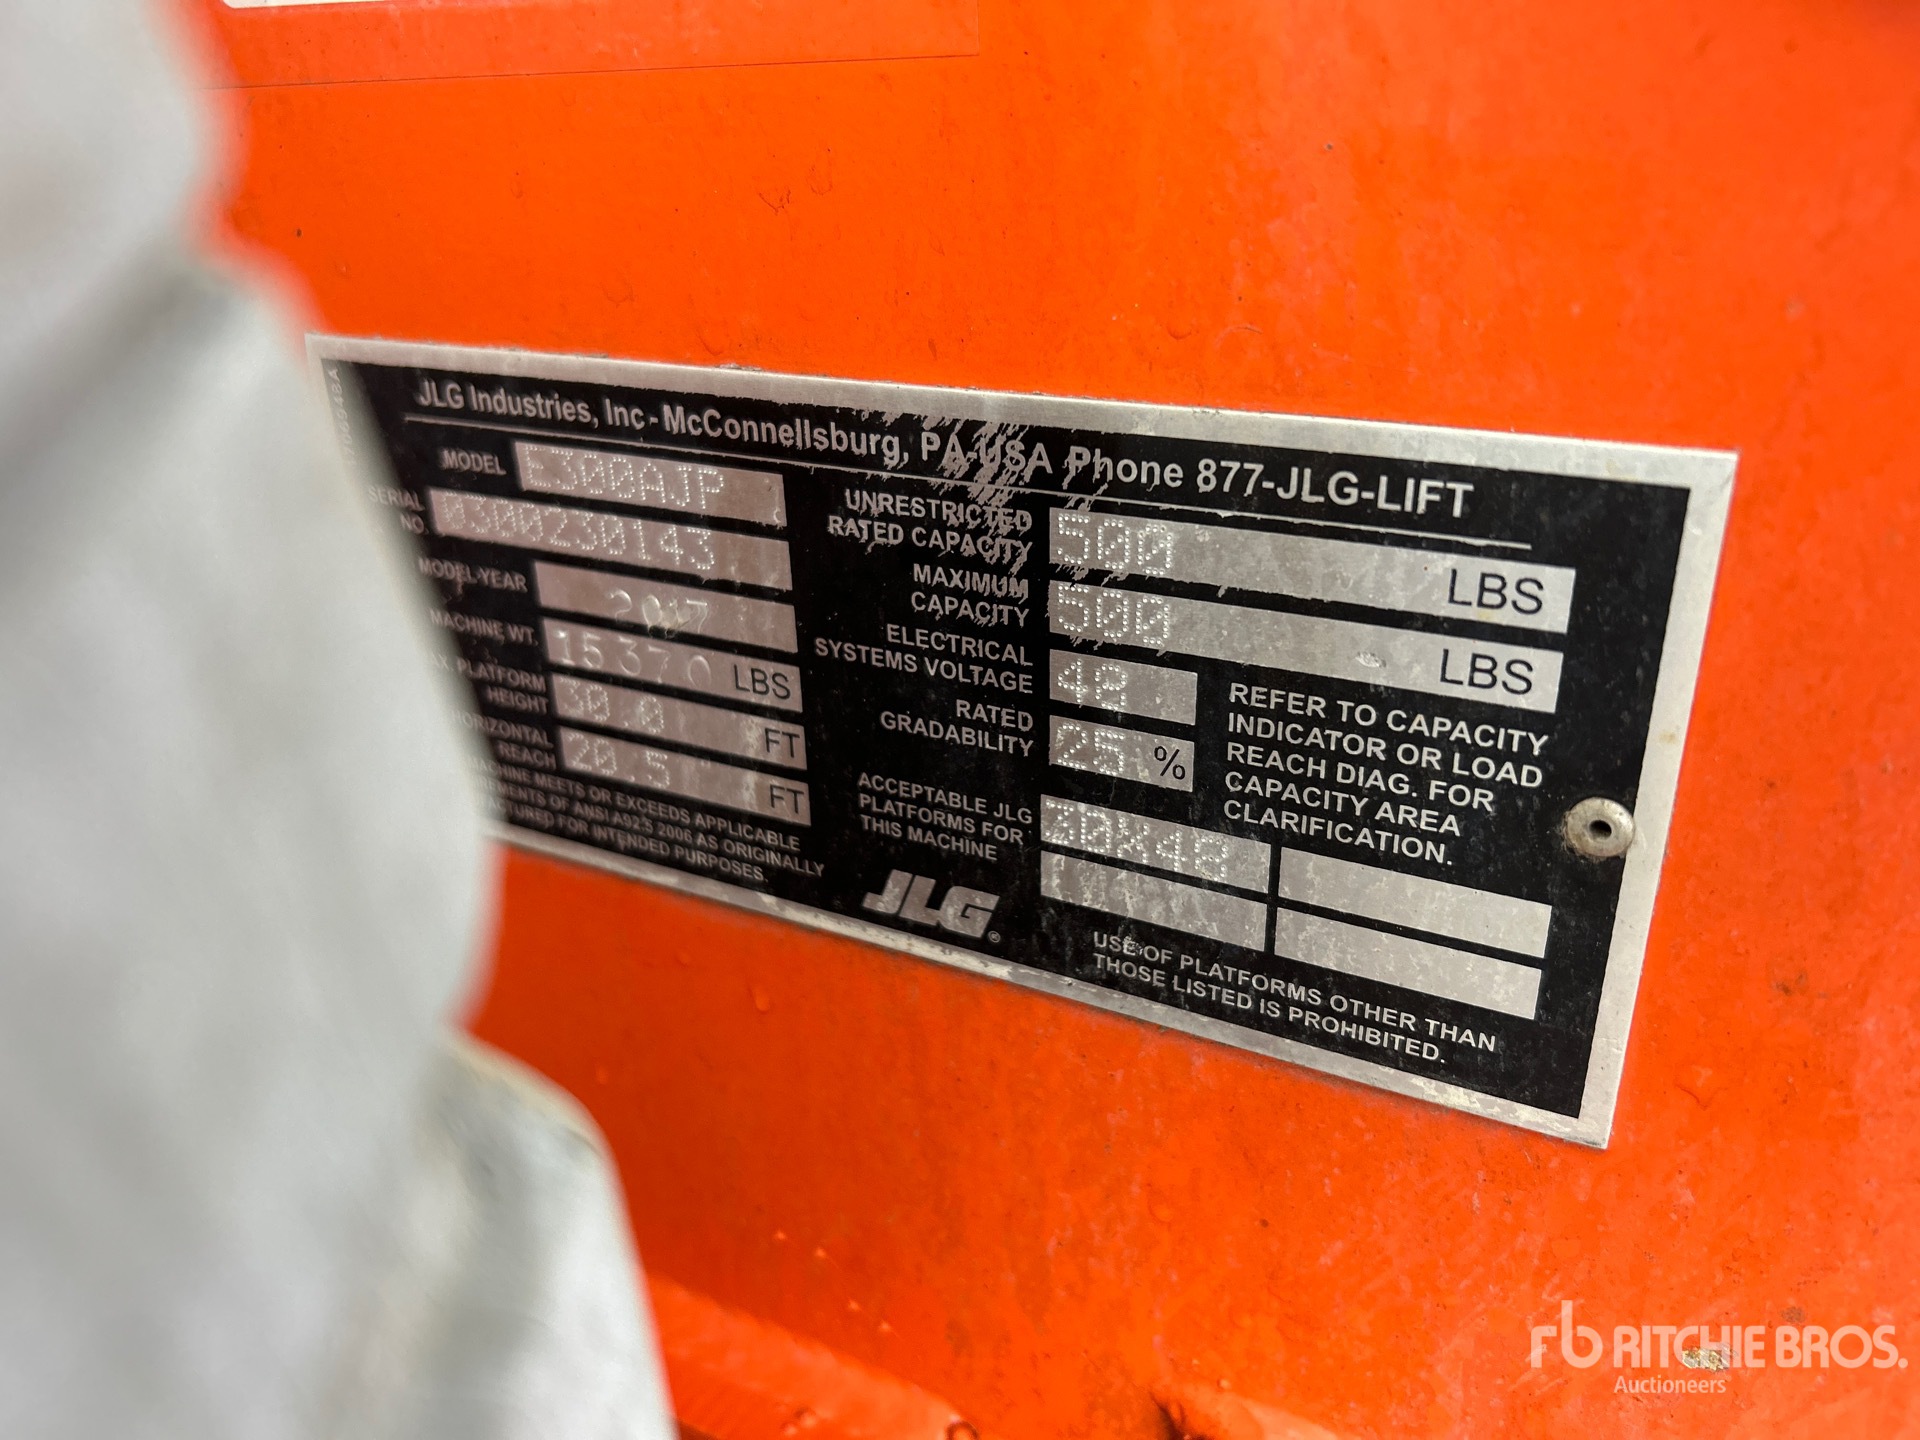 JLG Industries, Inc - McConnellsburg, PA-USA Phone 877-JLG-LIFT
MODEL E300AJP
SERIAL NO. 0300230143
MODEL-YEAR 2017
MACHINE WT. 15370 LBS
PLATFORM HEIGHT 30.0 FT
REACH 20.5 FT
MEETS OR EXCEEDS APPLICABLE
OF ANSI A92.5 2006 AS ORIGINALLY
FOR INTENDED PURPOSES.
UNRESTRICTED
RATED CAPACITY 500 LBS
MAXIMUM
CAPACITY 500 LBS
ELECTRICAL
SYSTEMS VOLTAGE 48
RATED
GRADABILITY 25 %
REFER TO CAPACITY
INDICATOR OR LOAD
REACH DIAG. FOR
CAPACITY AREA
CLARIFICATION.
ACCEPTABLE JLG
PLATFORMS FOR
THIS MACHINE
30X48
JLG®
USE OF PLATFORMS OTHER THAN
THOSE LISTED IS PROHIBITED.
rb RITCHIE BROS.
Auctioneers